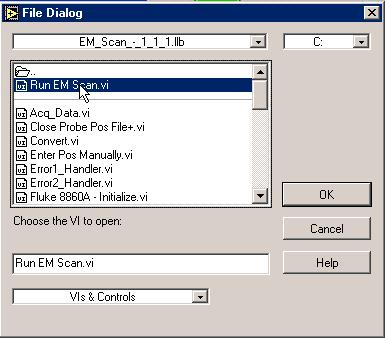 File Dialog
EM_Scan_-_1_1_1.llb
C:
..
Run EM Scan.vi
Acq_Data.vi
Close Probe Pos File+.vi
Convert.vi
Enter Pos Manually.vi
Error1_Handler.vi
Error2_Handler.vi
Fluke 8860A - Initialize.vi
OK
Choose the VI to open:
Cancel
Run EM Scan.vi
Help
VIs & Controls